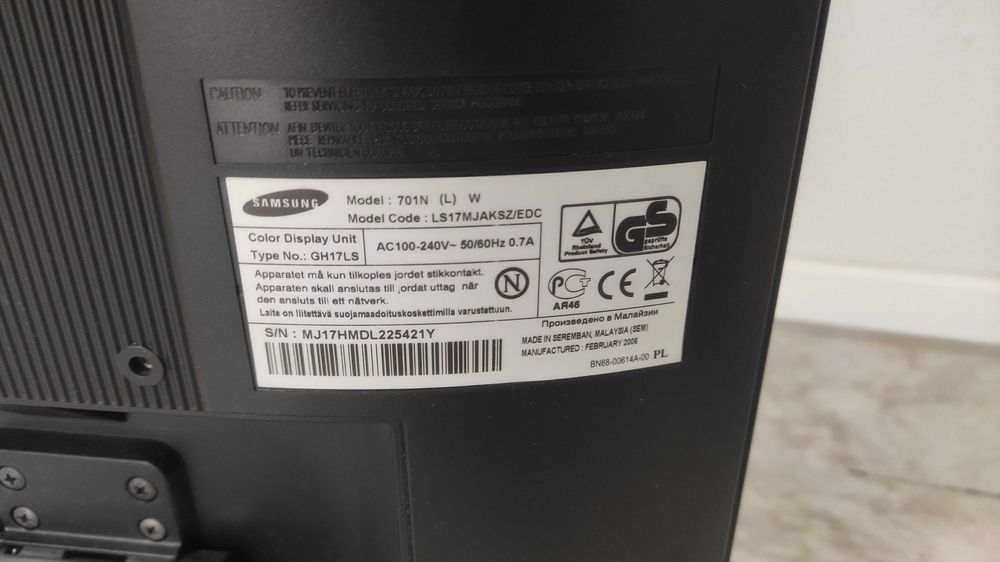 CAUTION
ATTENTION
SAMSUNG
Model : 701N (L) W
Model Code : LS17MJAKSZ/EDC
Color Display Unit
Type No.: GH17LS
AC100-240V~ 50/60Hz 0.7A
Apparatet må kun tilkoples jordet stikkontakt.
Apparaten skall anslutas till jordat uttag när
den ansluts till ett nätverk.
Laite on liitettävä suojamaadoituskoskettimilla varustettuun.
N
TÜV
Rheinland
Product Safety
GS
geprüfte
Sicherheit
АЯ46
CE
Произведено в Малайзии
S/N : MJ17HMDL225421Y
MADE IN SEREMBAN, MALAYSIA (SEM)
MANUFACTURED : FEBRUARY 2006
BN68-00614A-00 PL